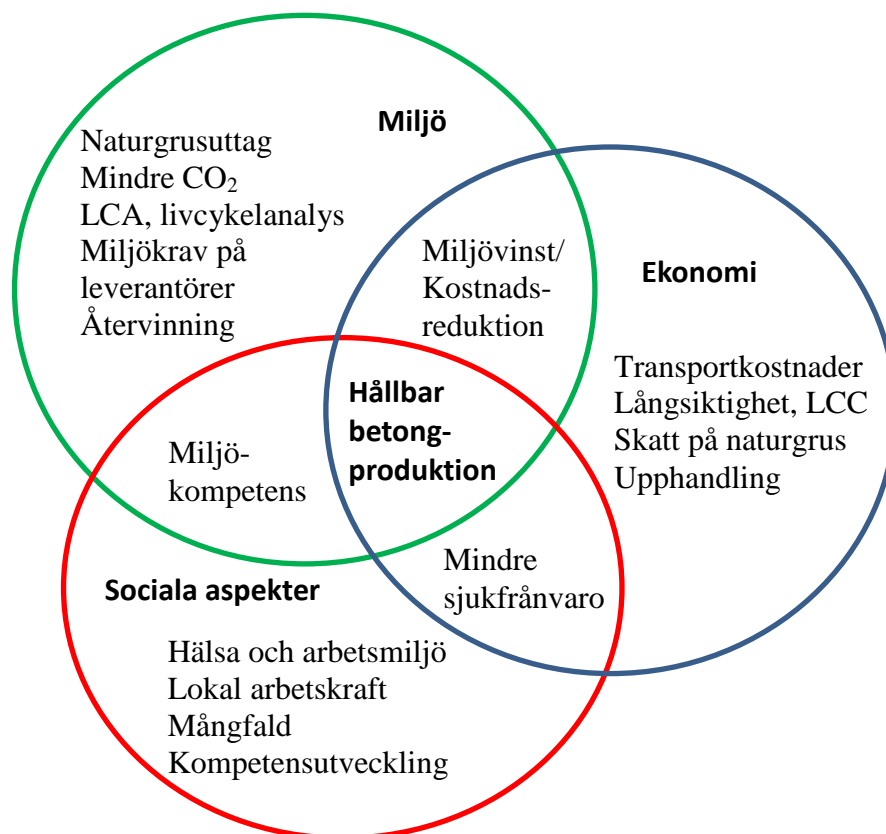 Miljö
Naturgrusuttag
Mindre CO₂
LCA, livcykelanalys
Miljökrav på
leverantörer
Återvinning
Miljövinst/
Kostnads-
reduktion
Ekonomi
Transportkostnader
Långsiktighet, LCC
Skatt på naturgrus
Upphandling
Hållbar
betong-
produktion
Miljö-
kompetens
Mindre
sjukfrånvaro
Sociala aspekter
Hälsa och arbetsmiljö
Lokal arbetskraft
Mångfald
Kompetensutveckling